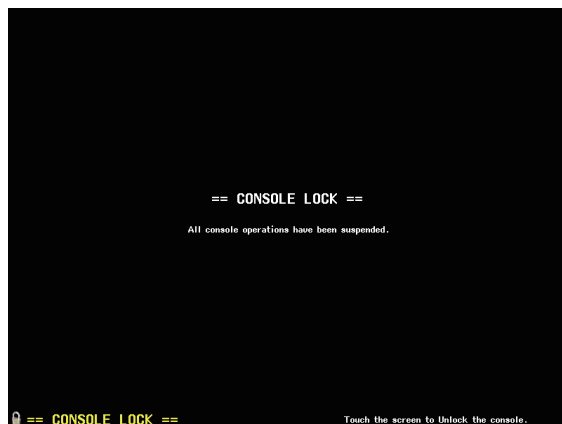 == CONSOLE LOCK ==
All console operations have been suspended.
== CONSOLE LOCK ==
Touch the screen to Unlock the console.